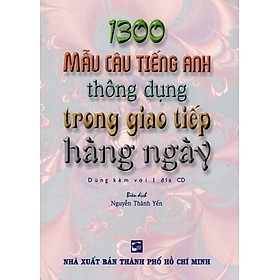 1300
MẪU CÂU TIẾNG ANH
thông dụng
trong giao tiếp
hàng ngày
Dùng kèm với 1 đĩa CD
Biên dịch
Nguyễn Thành Yến
NHÀ XUẤT BẢN THÀNH PHỐ HỒ CHÍ MINH